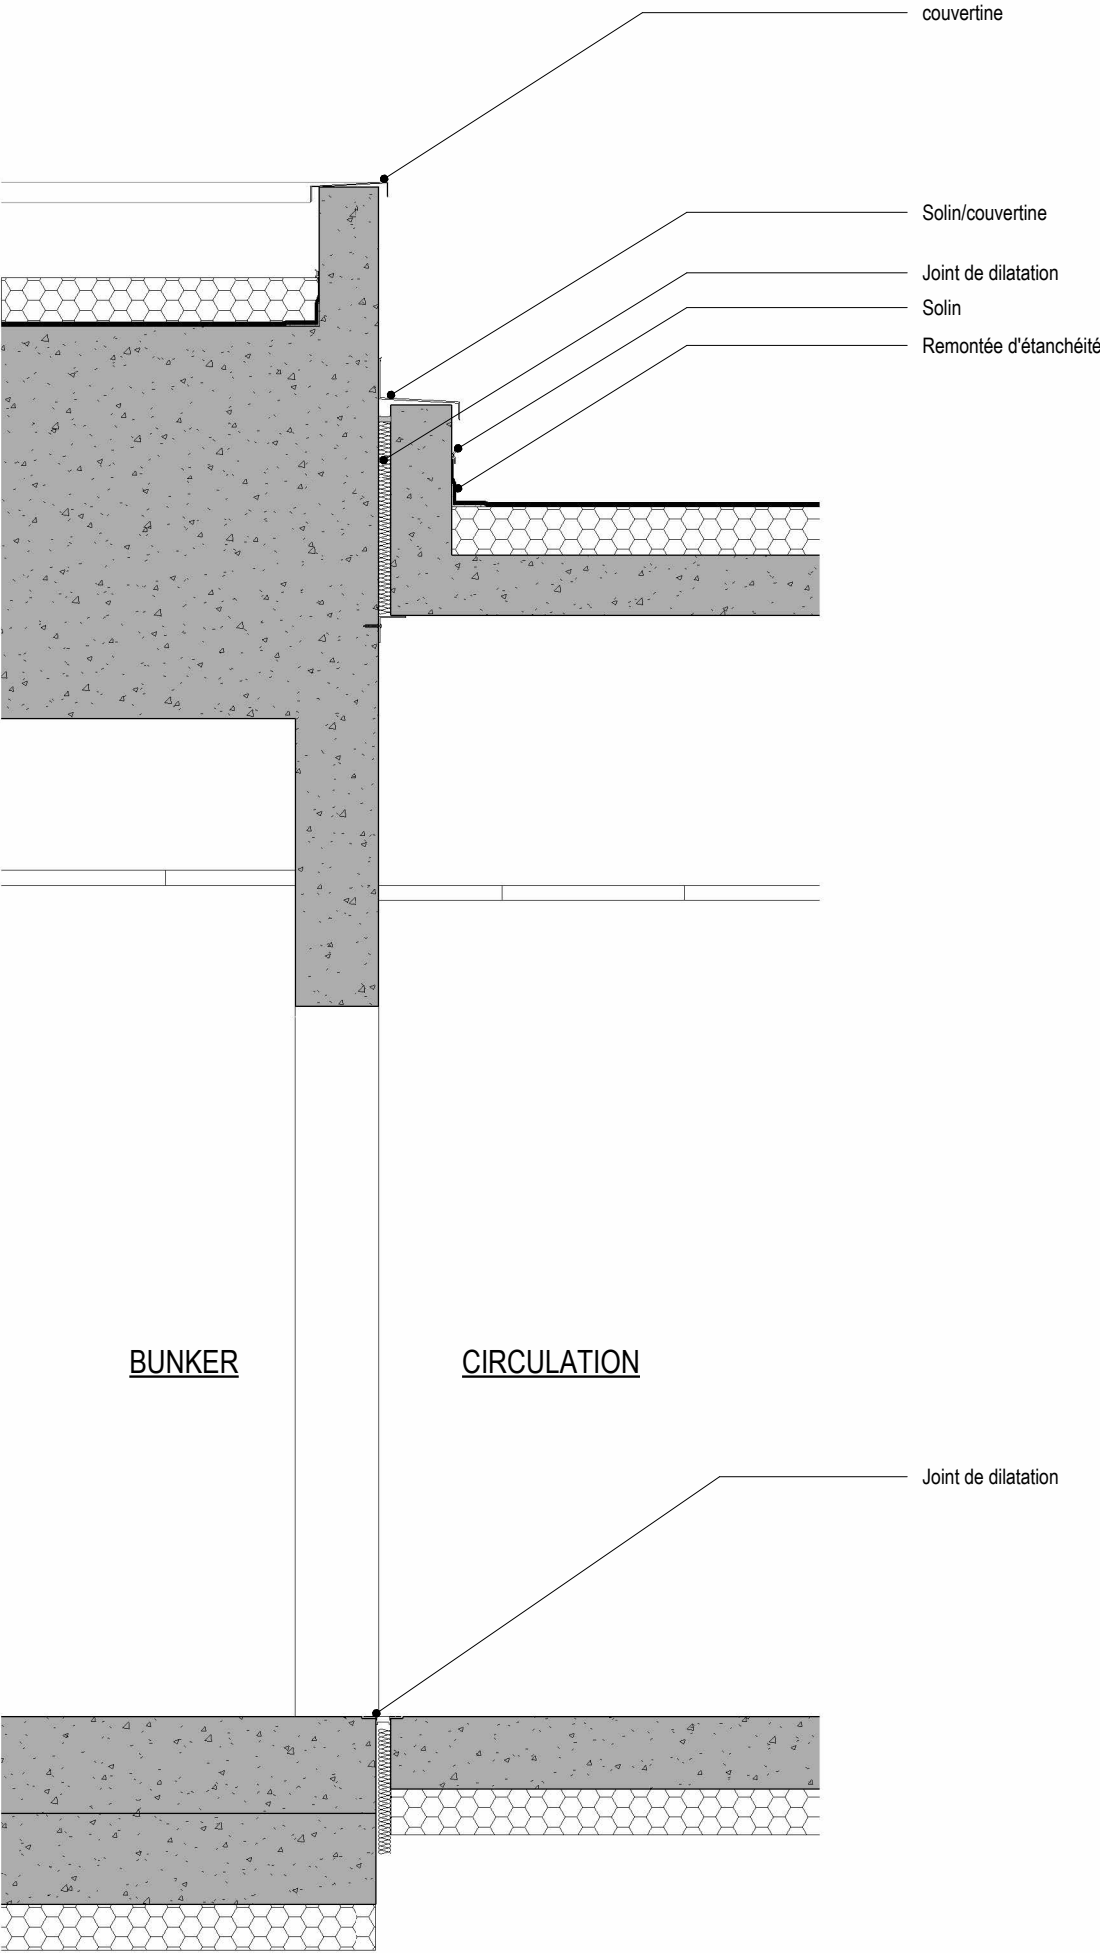 couvertine
Solin/couvertine
Joint de dilatation
Solin
Remontée d'étanchéité
BUNKER
CIRCULATION
Joint de dilatation